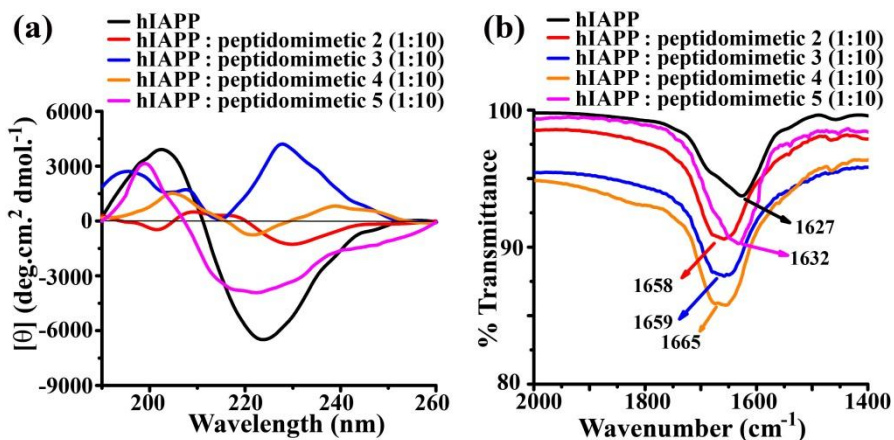 (a)
hIAPP
hIAPP : peptidomimetic 2 (1:10)
hIAPP : peptidomimetic 3 (1:10)
hIAPP : peptidomimetic 4 (1:10)
hIAPP : peptidomimetic 5 (1:10)
6000
3000
0
-3000
-6000
-9000
[θ] (deg.cm.² dmol.⁻¹)
200 220 240 260
Wavelength (nm)
(b)
hIAPP
hIAPP : peptidomimetic 2 (1:10)
hIAPP : peptidomimetic 3 (1:10)
hIAPP : peptidomimetic 4 (1:10)
hIAPP : peptidomimetic 5 (1:10)
100
90
80
% Transmittance
1627
1632
1658
1659
1665
2000 1800 1600 1400
Wavenumber (cm⁻¹)